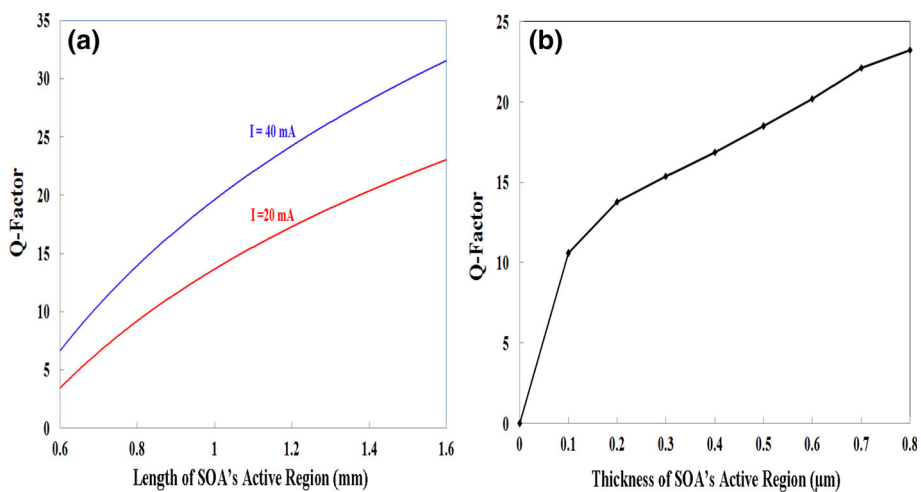 (a)
35
30
25
20
15
10
5
0
Q-Factor
I = 40 mA
I =20 mA
0.6 0.8 1 1.2 1.4 1.6
Length of SOA's Active Region (mm)
(b)
25
20
15
10
5
0
Q-Factor
0 0.1 0.2 0.3 0.4 0.5 0.6 0.7 0.8
Thickness of SOA's Active Region (µm)